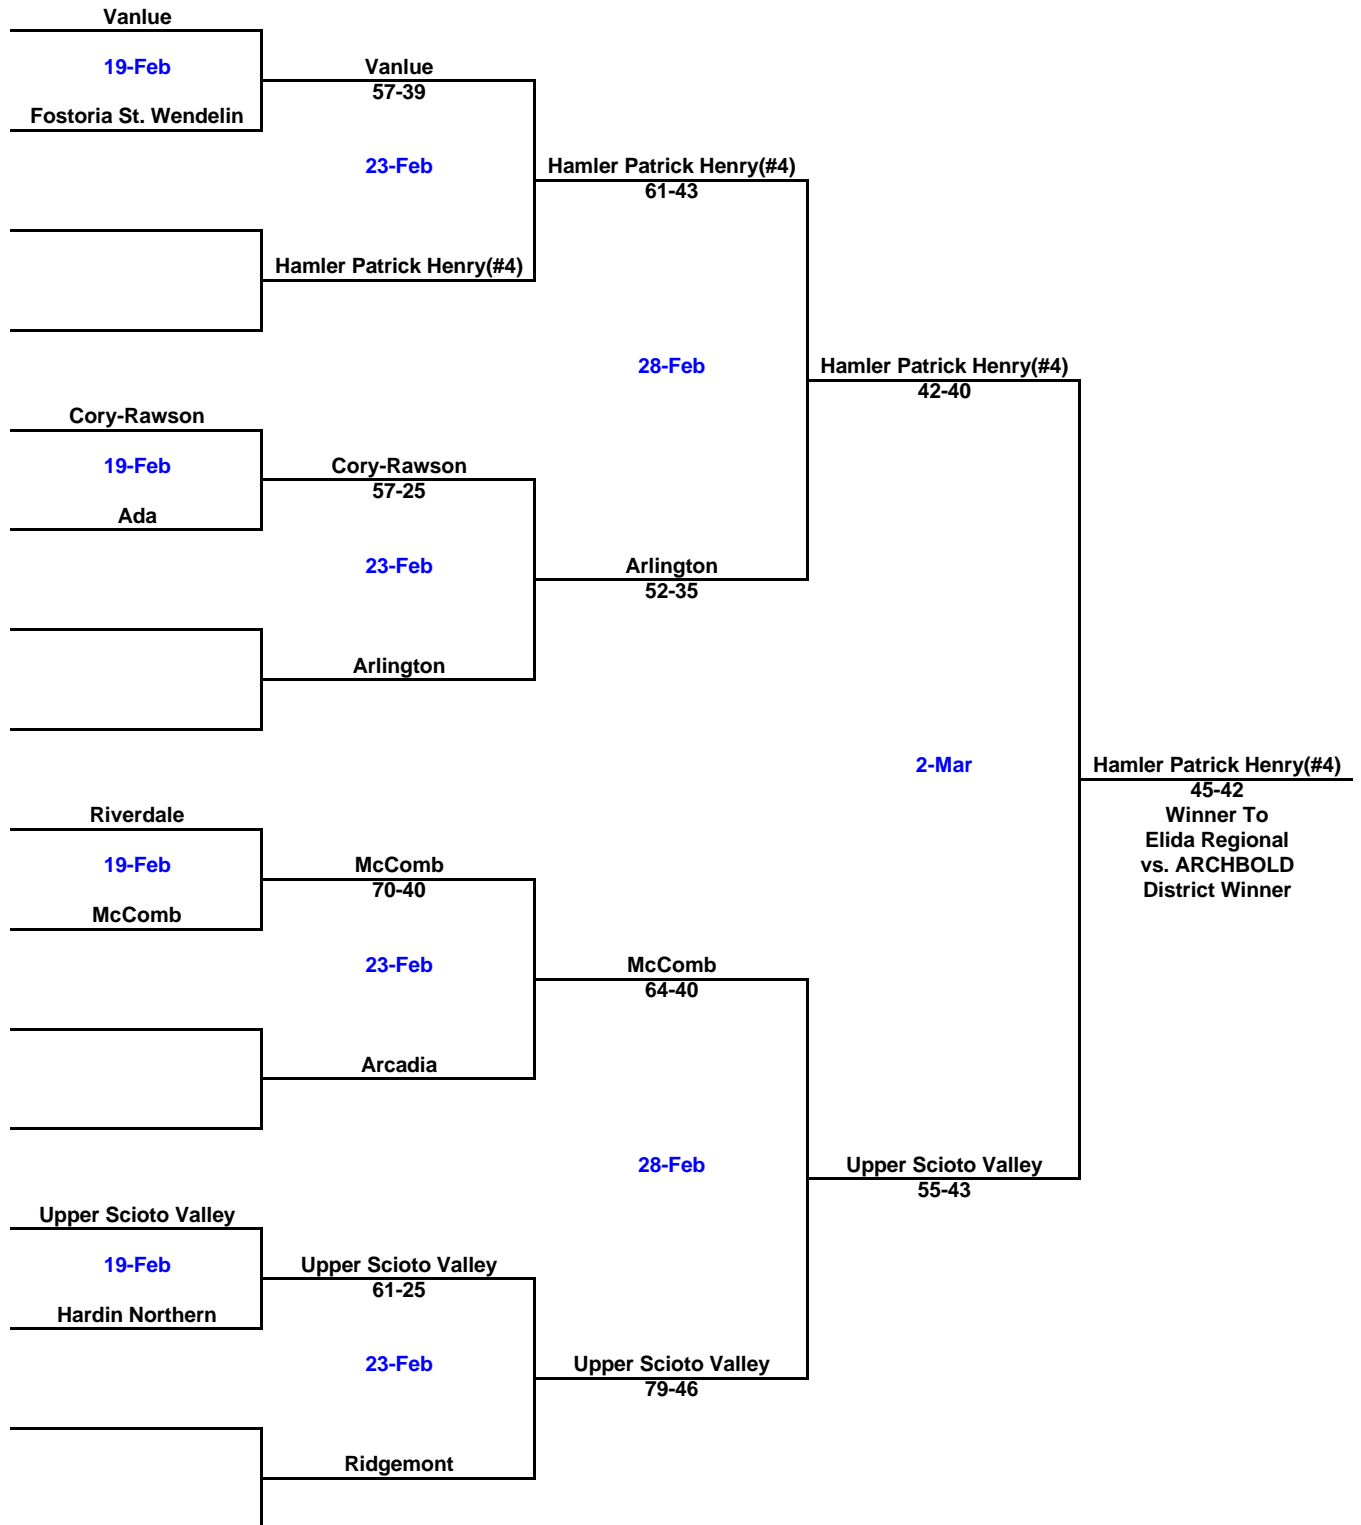 Vanlue
19-Feb
Vanlue
57-39
Fostoria St. Wendelin
23-Feb
Hamler Patrick Henry(#4)
61-43
Hamler Patrick Henry(#4)
28-Feb
Hamler Patrick Henry(#4)
42-40
Cory-Rawson
19-Feb
Cory-Rawson
57-25
Ada
23-Feb
Arlington
52-35
Arlington
2-Mar
Hamler Patrick Henry(#4)
45-42
Winner To
Elida Regional
vs. ARCHBOLD
District Winner
Riverdale
19-Feb
McComb
70-40
McComb
23-Feb
McComb
64-40
Arcadia
28-Feb
Upper Scioto Valley
55-43
Upper Scioto Valley
19-Feb
Upper Scioto Valley
61-25
Hardin Northern
23-Feb
Upper Scioto Valley
79-46
Ridgemont